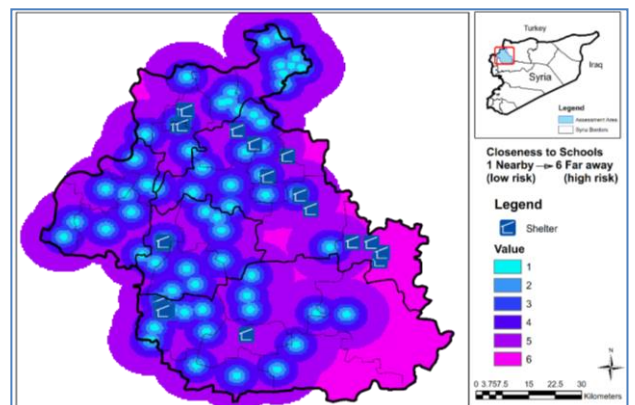 Turkey
Syria
Iraq
Legend
Assessment Area
Syria Borders
Closeness to Schools
1 Nearby → 6 Far away
(low risk) (high risk)
Legend
Shelter
Value
1
2
3
4
5
6
N
0 3.757.5 15 22.5 30
Kilometers